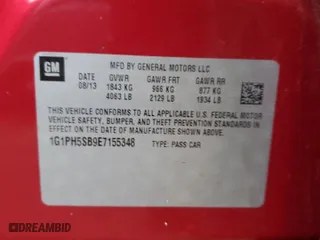 GM
MFD BY GENERAL MOTORS LLC
DATE GVWR GAWR FRT GAWR RR
08/13 1843 KG 966 KG 877 KG
4063 LB 2129 LB 1934 LB
THIS VEHICLE CONFORMS TO ALL APPLICABLE U.S. FEDERAL MOTOR
VEHICLE SAFETY, BUMPER, AND THEFT PREVENTION STANDARDS IN
EFFECT ON THE DATE OF MANUFACTURE SHOWN ABOVE.
1G1PH5SB9E7155348 TYPE: PASS CAR